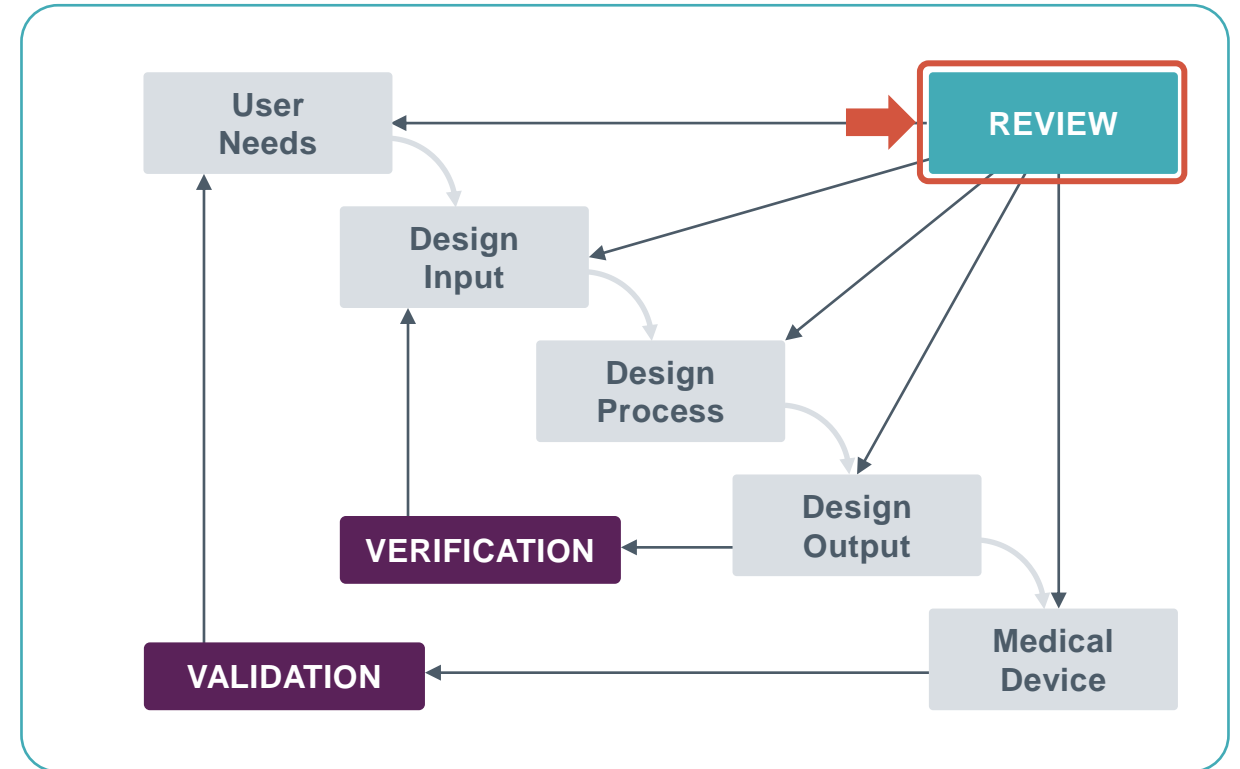 User
Needs
REVIEW
Design
Input
Design
Process
Design
Output
VERIFICATION
Medical
Device
VALIDATION